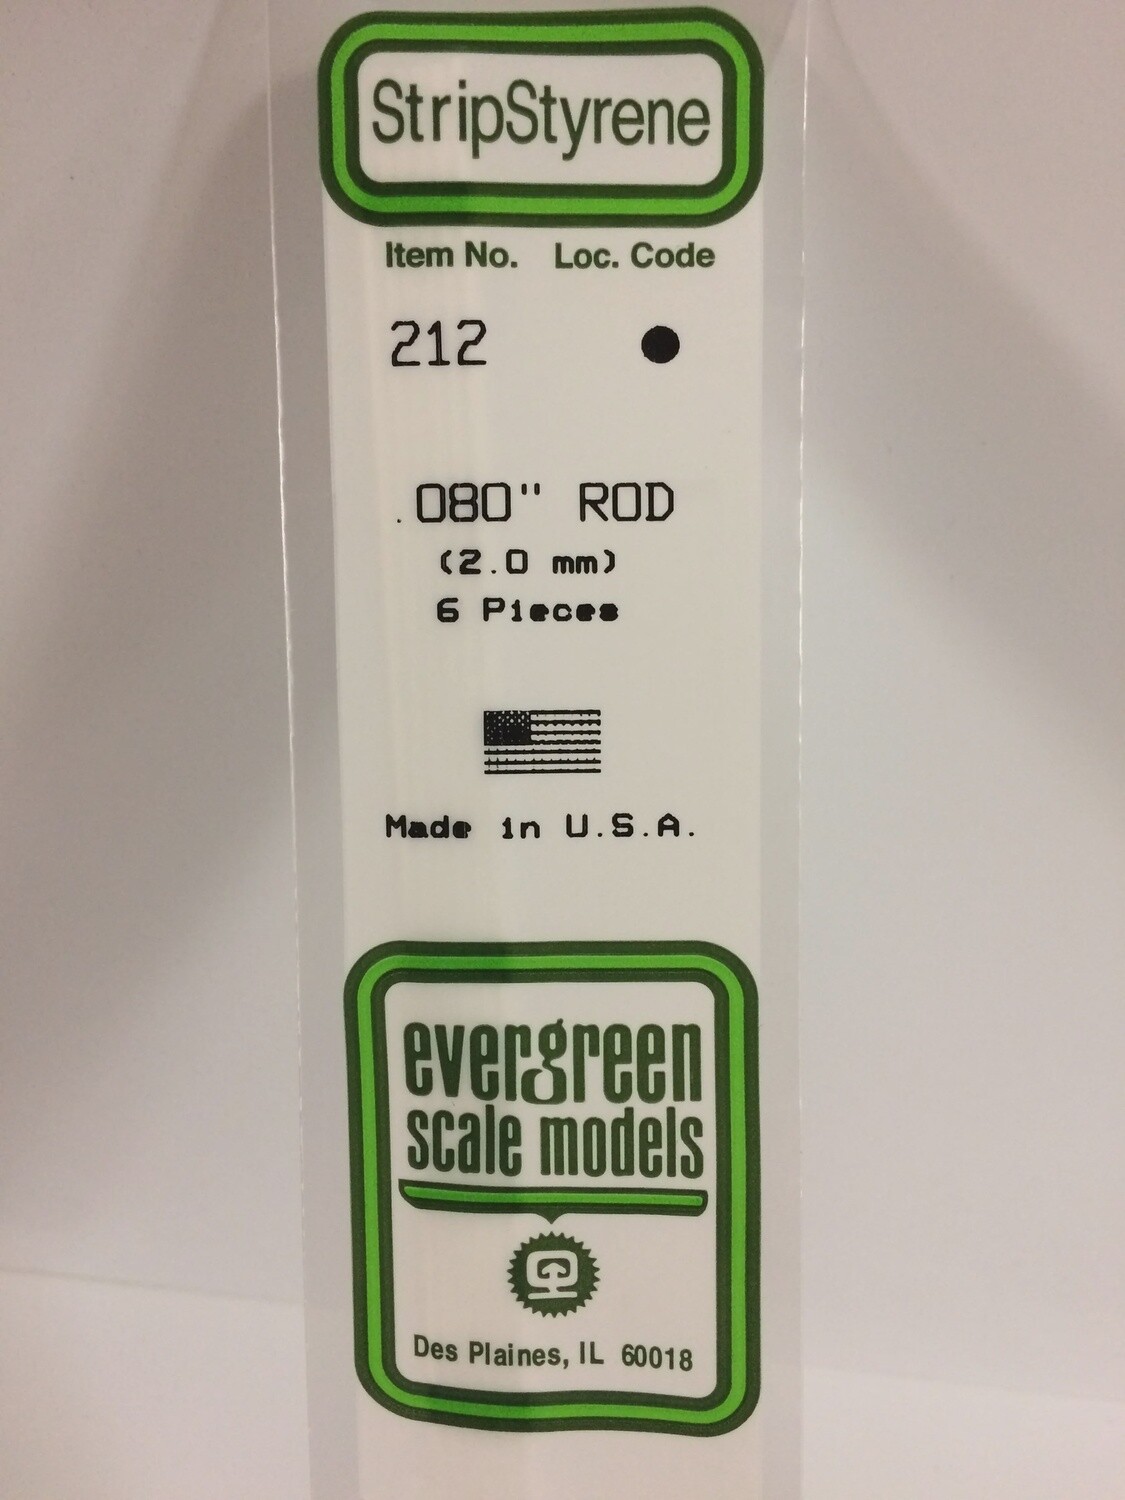 StripStyrene
Item No. Loc. Code
212 ●
.080" ROD
(2.0 mm)
6 Pieces
Made in U.S.A.
evergreen
scale models
Des Plaines, IL 60018